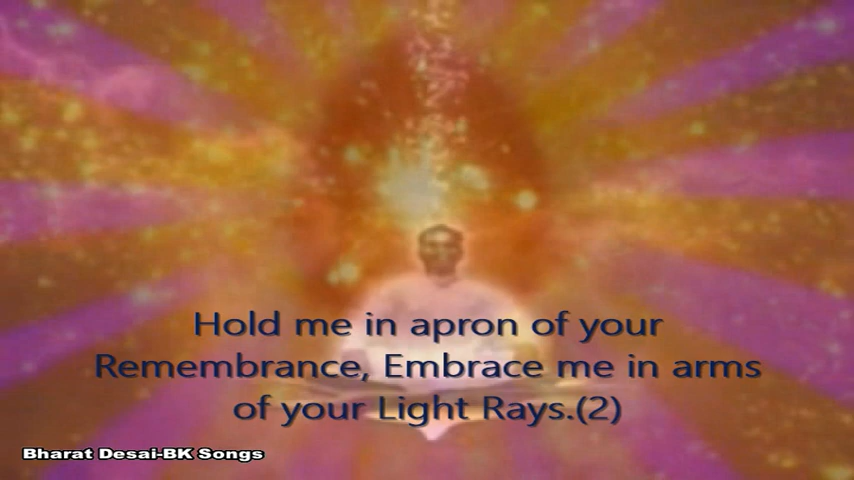 Hold me in apron of your
Remembrance, Embrace me in arms
of your Light Rays.(2)
Bharat Desai-BK Songs